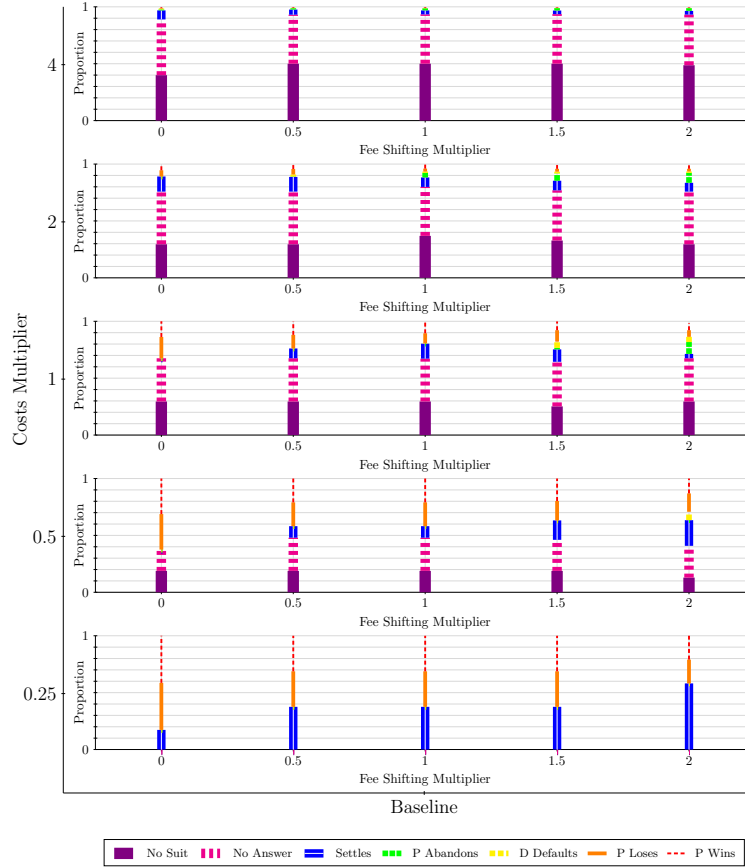 1
Proportion
0
0 0.5 1 1.5 2
Fee Shifting Multiplier
4
1
Proportion
0
0 0.5 1 1.5 2
Fee Shifting Multiplier
2
1
Proportion
0
0 0.5 1 1.5 2
Fee Shifting Multiplier
1
Costs Multiplier
1
Proportion
0
0 0.5 1 1.5 2
Fee Shifting Multiplier
0.5
1
Proportion
0
0 0.5 1 1.5 2
Fee Shifting Multiplier
0.25
Baseline
No Suit No Answer Settles P Abandons D Defaults P Loses P Wins